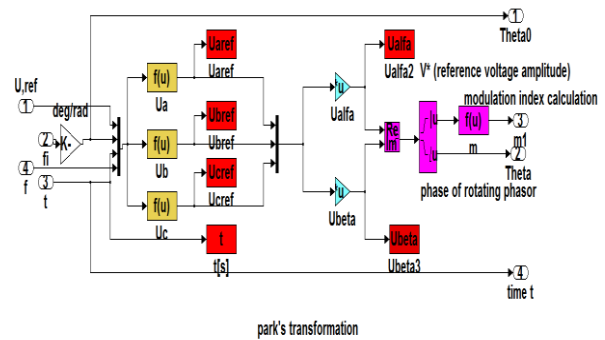 1
Theta0
U,ref
1
deg/rad
2
K-
fi
4
f
3
t
f(u)
Ua
f(u)
Ub
f(u)
Uc
Uaref
Uaref
Ubref
Ubref
Ucref
Ucref
t
t[s]
*u
Ualfa
*u
Ubeta
Ualfa
Ualfa2
Ubeta
Ubeta3
Re
Im
V* (reference voltage amplitude)
modulation index calculation
|u|
f(u)
m
3
m1
2
Theta
phase of rotating phasor
4
time t
park's transformation